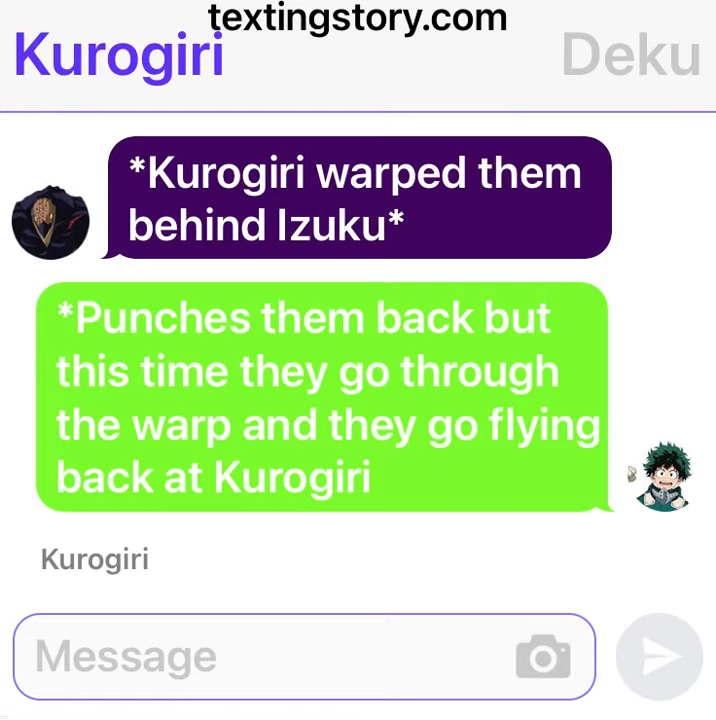 textingstory.com
Kurogiri
Deku
*Kurogiri warped them
behind Izuku*
*Punches them back but
this time they go through
the warp and they go flying
back at Kurogiri
Kurogiri
Message